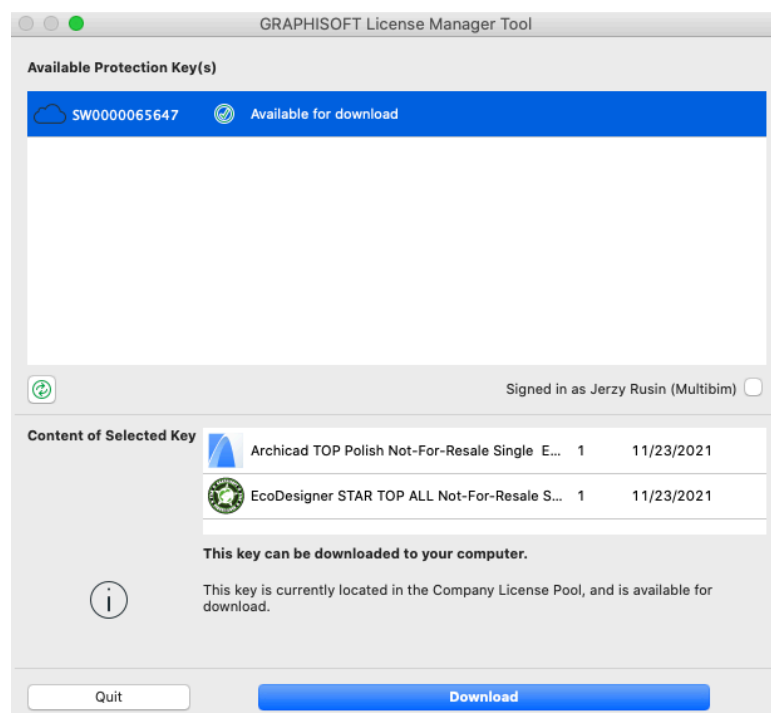 GRAPHISOFT License Manager Tool
Available Protection Key(s)
SW0000065647 Available for download
Signed in as Jerzy Rusin (Multibim)
Content of Selected Key
Archicad TOP Polish Not-For-Resale Single E... 1 11/23/2021
EcoDesigner STAR TOP ALL Not-For-Resale S... 1 11/23/2021
This key can be downloaded to your computer.
This key is currently located in the Company License Pool, and is available for
download.
Quit Download